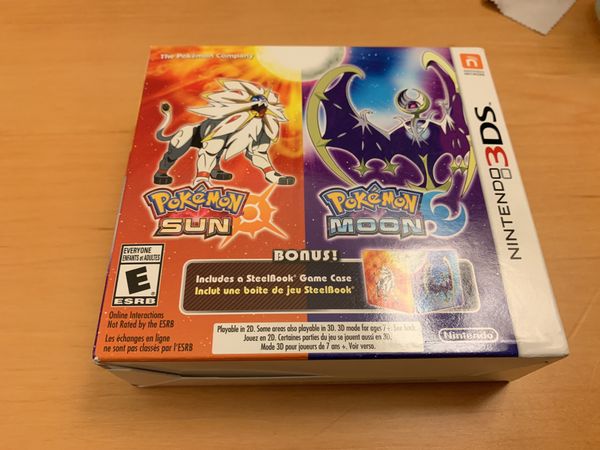 The Pokémon Company
NINTENDO 3DS
POKéMON
SUN
POKéMON
MOON
BONUS!
Includes a SteelBook® Game Case
Inclut une boîte de jeu SteelBook®
EVERYONE
ENFANTS et ADULTES
E
ESRB
Online Interactions
Not Rated by the ESRB
Les échanges en ligne
ne sont pas classés par l'ESRB
Playable in 2D. Some areas also playable in 3D. 3D mode for ages 7+. See back.
Jouez en 2D. Certaines parties du jeu se jouent aussi en 3D.
Mode 3D pour joueurs de 7 ans +. Voir verso.
Nintendo